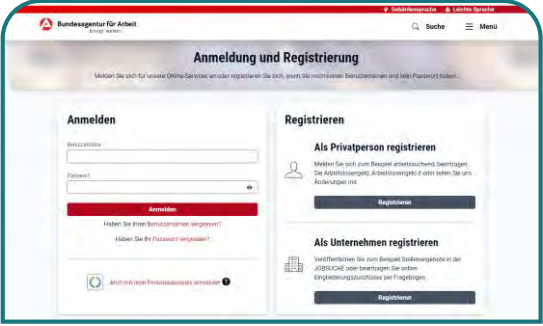 Gebärdensprache Leichte Sprache
Bundesagentur für Arbeit
bringt weiter.
Suche Menü
Anmeldung und Registrierung
Melden Sie sich für unsere Online-Services an oder registrieren Sie sich, wenn Sie noch keinen Benutzernamen und kein Passwort haben.
Anmelden
Benutzername
Passwort
Anmelden
Haben Sie Ihren Benutzernamen vergessen?
Haben Sie Ihr Passwort vergessen?
Jetzt mit dem Personalausweis anmelden ?
Registrieren
Als Privatperson registrieren
Melden Sie sich zum Beispiel arbeitssuchend, beantragen
Sie Arbeitslosengeld, Arbeitslosengeld II oder teilen Sie uns
Änderungen mit.
Registrieren
Als Unternehmen registrieren
Veröffentlichen Sie zum Beispiel Stellenangebote in der
JOBSUCHE oder beantragen Sie online
Eingliederungszuschüsse per Fragebogen.
Registrieren